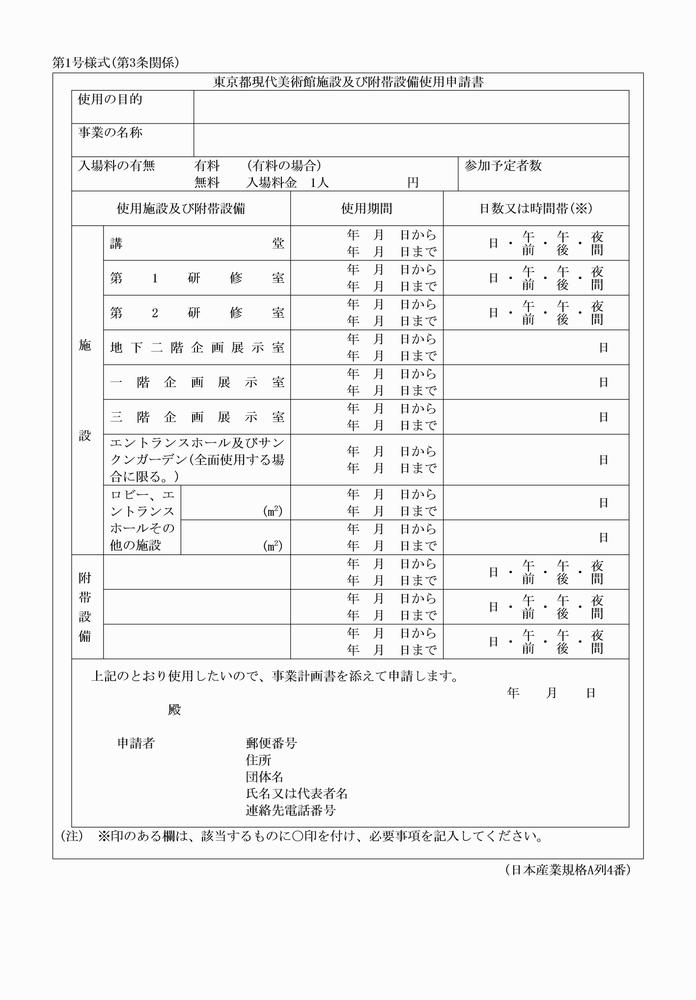 第1号様式(第3条関係)
東京都現代美術館施設及び附帯設備使用申請書
使用の目的
事業の名称
入場料の有無 有料 (有料の場合) 参加予定者数
無料 入場料金 1人 円
使用施設及び附帯設備 使用期間 日数又は時間帯(※)
施設
講堂 年 月 日から 日・午前・午後・夜間
年 月 日まで
第1研修室 年 月 日から 日・午前・午後・夜間
年 月 日まで
第2研修室 年 月 日から 日・午前・午後・夜間
年 月 日まで
地下二階企画展示室 年 月 日から 日
年 月 日まで
一階企画展示室 年 月 日から 日
年 月 日まで
三階企画展示室 年 月 日から 日
年 月 日まで
エントランスホール及びサン
クンガーデン(全面使用する場
合に限る。)
年 月 日から 日
年 月 日まで
ロビー、エ
ントランス
ホールその
他の施設
(m²) 年 月 日から 日
年 月 日まで
(m²) 年 月 日から 日
年 月 日まで
附帯設備
年 月 日から 日・午前・午後・夜間
年 月 日まで
年 月 日から 日・午前・午後・夜間
年 月 日まで
年 月 日から 日・午前・午後・夜間
年 月 日まで
上記のとおり使用したいので、事業計画書を添えて申請します。
年 月 日
殿
申請者 郵便番号
住所
団体名
氏名又は代表者名
連絡先電話番号
(注) ※印のある欄は、該当するものに○印を付け、必要事項を記入してください。
(日本産業規格A列4番)